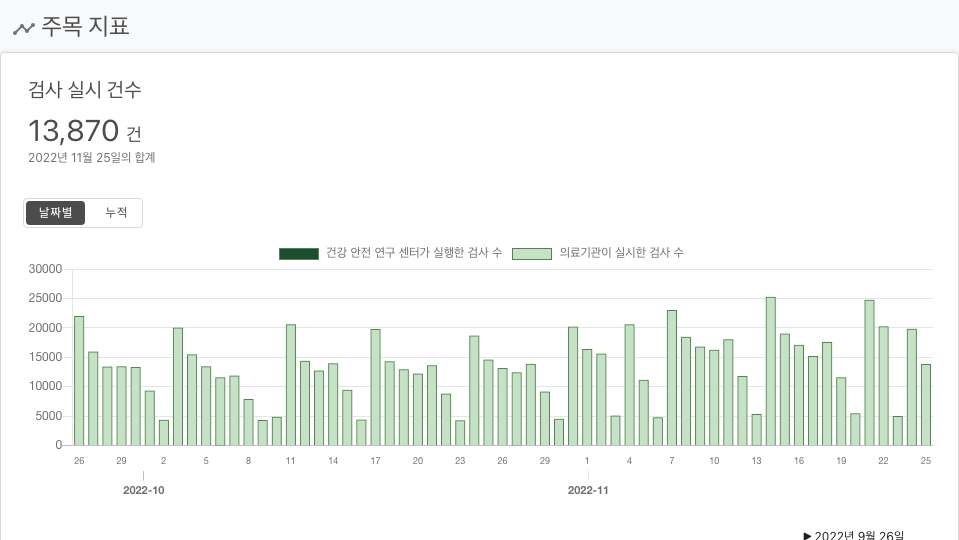 주목 지표
검사 실시 건수
13,870 건
2022년 11월 25일의 합계
날짜별 누적
건강 안전 연구 센터가 실행한 검사 수 의료기관이 실시한 검사 수
30000
25000
20000
15000
10000
5000
0
26 29 2 5 8 11 14 17 20 23 26 29 1 4 7 10 13 16 19 22 25
2022-10 2022-11
▶ 2022년 9월 26일